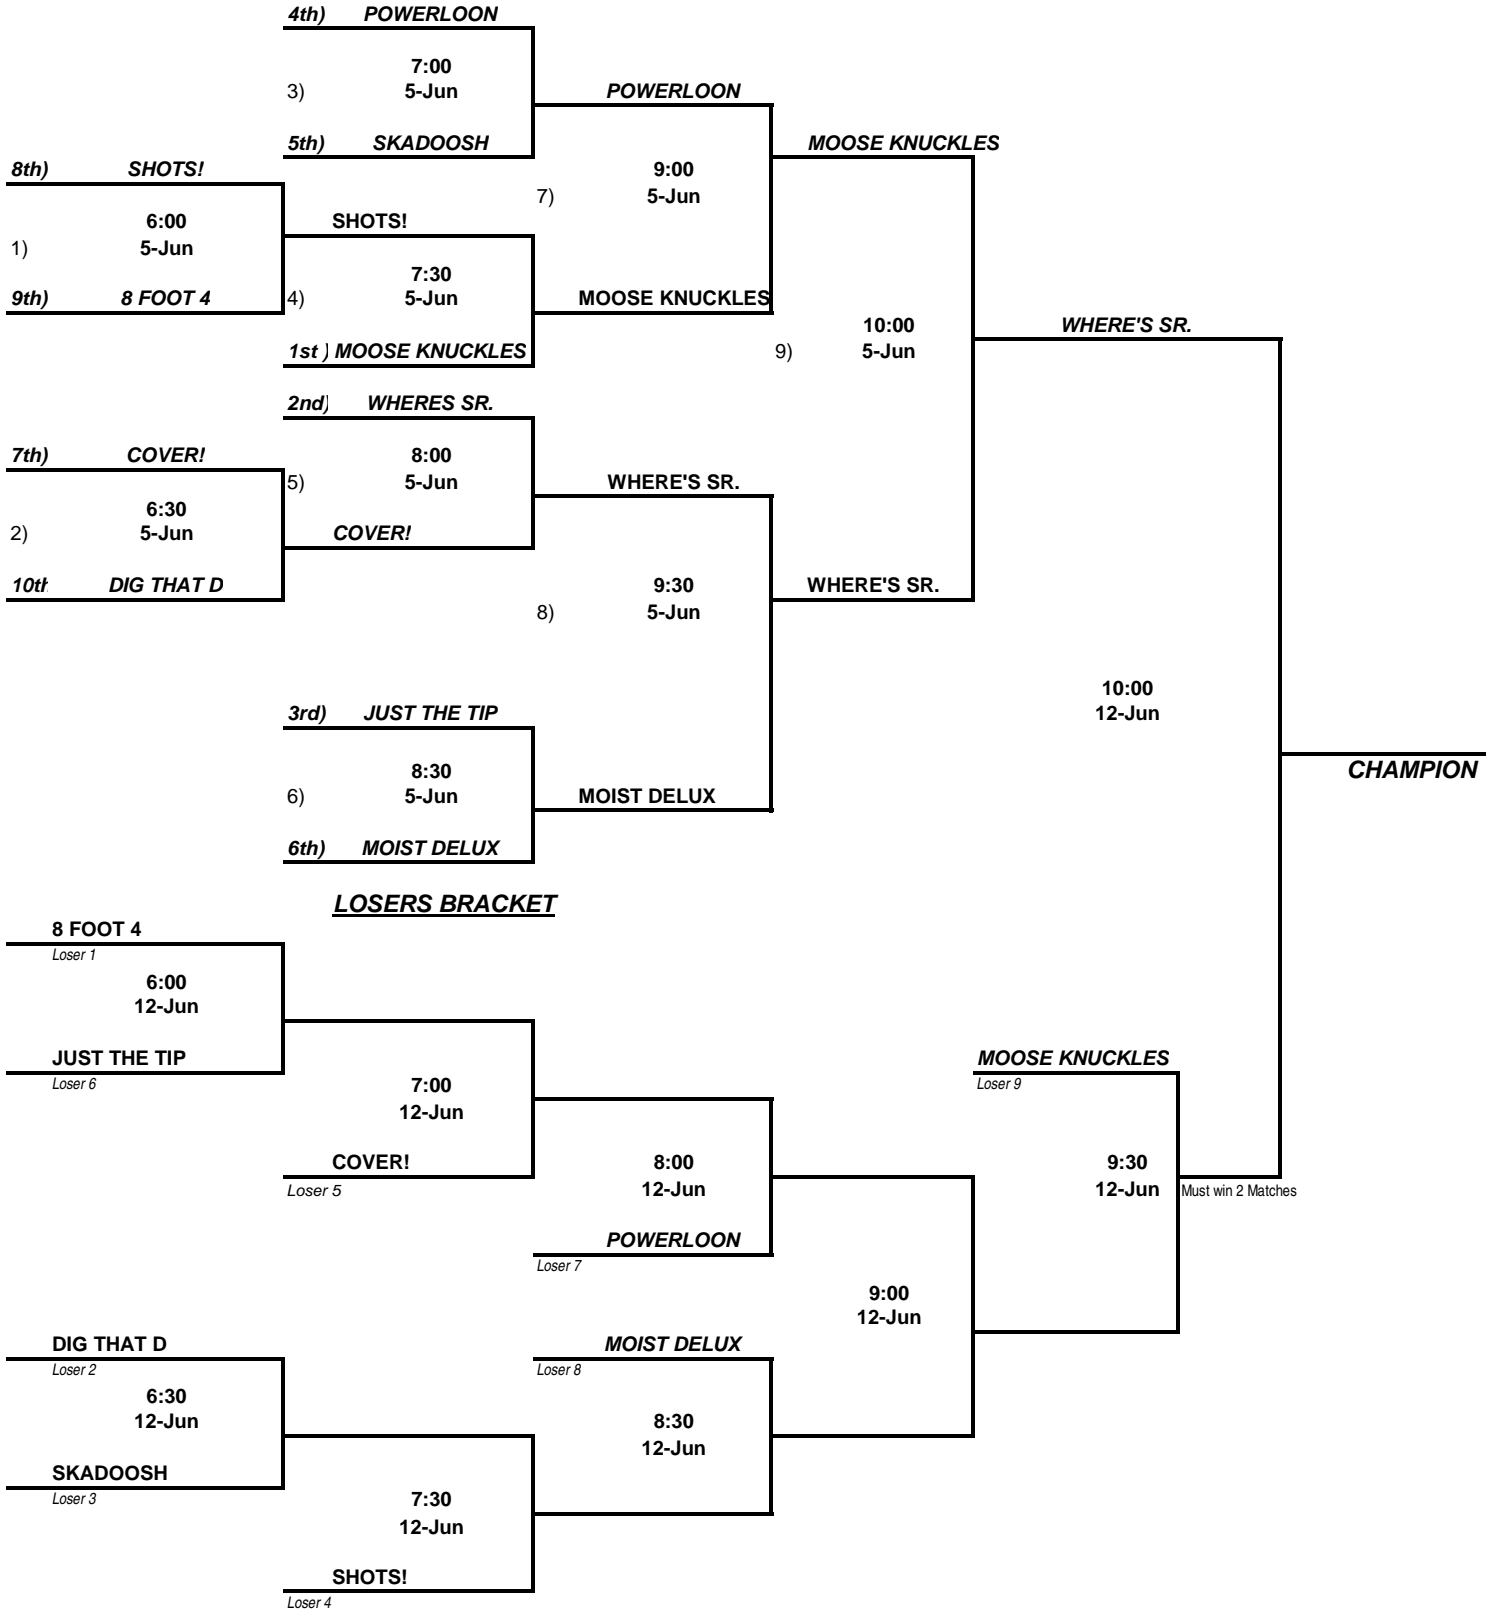 4th) POWERLOON
7:00
3) 5-Jun
POWERLOON
5th) SKADOOSH
MOOSE KNUCKLES
8th) SHOTS!
9:00
7) 5-Jun
6:00
SHOTS!
1) 5-Jun
7:30
9th) 8 FOOT 4
4) 5-Jun
MOOSE KNUCKLES
10:00
WHERE'S SR.
1st ) MOOSE KNUCKLES
9) 5-Jun
2nd) WHERES SR.
7th) COVER!
8:00
5) 5-Jun
WHERE'S SR.
6:30
2) 5-Jun
COVER!
10th DIG THAT D
9:30
WHERE'S SR.
8) 5-Jun
10:00
12-Jun
3rd) JUST THE TIP
8:30
CHAMPION
6) 5-Jun
MOIST DELUX
6th) MOIST DELUX
LOSERS BRACKET
8 FOOT 4
Loser 1
6:00
12-Jun
JUST THE TIP
MOOSE KNUCKLES
Loser 6
7:00
Loser 9
12-Jun
COVER!
8:00
9:30
Loser 5
12-Jun
12-Jun
Must win 2 Matches
POWERLOON
Loser 7
9:00
12-Jun
DIG THAT D
MOIST DELUX
Loser 2
Loser 8
6:30
12-Jun
8:30
12-Jun
SKADOOSH
Loser 3
7:30
12-Jun
SHOTS!
Loser 4